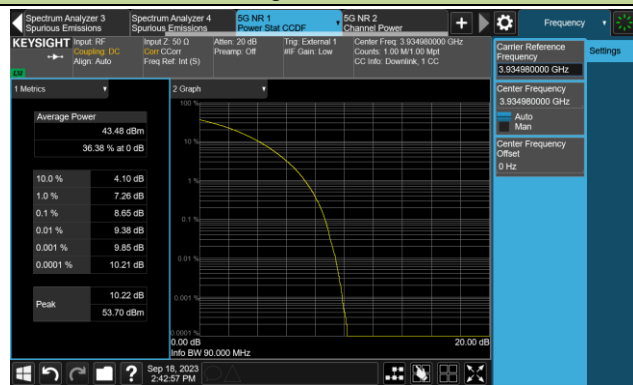 Spectrum Analyzer 3
Spurious Emissions
Spectrum Analyzer 4
Spurious Emissions
5G NR 1
Power Stat CCDF
5G NR 2
Channel Power
Frequency
KEYSIGHT
Input: RF
Coupling: DC
Align: Auto
Input Z: 50 Ω
Corr CCorr
Freq Ref: Int (S)
Atten: 20 dB
Preamp: Off
Trig: External 1
#IF Gain: Low
Center Freq: 3.934980000 GHz
Counts: 1.00 M/1.00 Mpt
CC Info: Downlink, 1 CC
LXI
1 Metrics
Average Power
43.48 dBm
36.38 % at 0 dB
10.0 % 4.10 dB
1.0 % 7.26 dB
0.1 % 8.65 dB
0.01 % 9.38 dB
0.001 % 9.85 dB
0.0001 % 10.21 dB
Peak
10.22 dB
53.70 dBm
2 Graph
100 %
10 %
1 %
0.1 %
0.01 %
0.001 %
0.0001 %
0.00 dB
20.00 dB
Info BW 90.000 MHz
Carrier Reference
Frequency
3.934980000 GHz
Center Frequency
3.934980000 GHz
Auto
Man
Center Frequency
Offset
0 Hz
Settings
?
Sep 18, 2023
2:42:57 PM